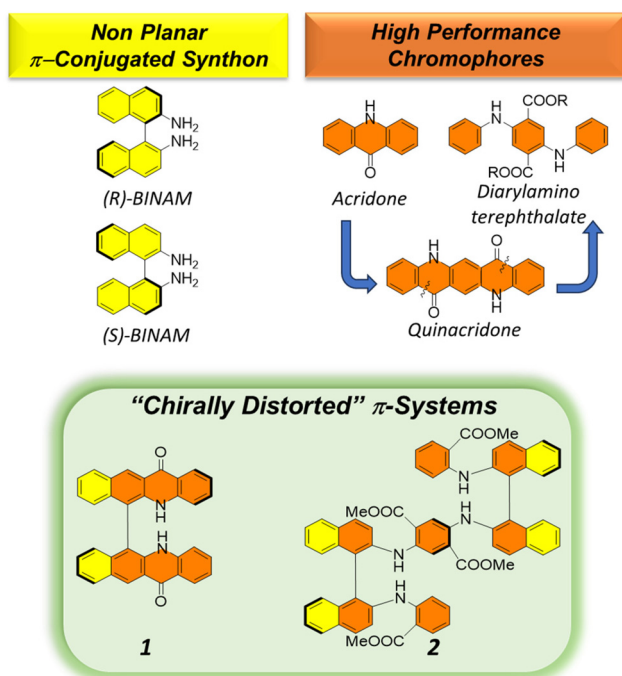 Non Planar
π–Conjugated Synthon
High Performance
Chromophores
NH2
NH2
(R)-BINAM
NH2
NH2
(S)-BINAM
H
N
O
Acridone
COOR
H
N
N
H
ROOC
Diarylamino
terephthalate
H
N
O
O
N
H
Quinacridone
“Chirally Distorted” π-Systems
O
N
H
H
N
O
1
COOMe
N
H
H
N
MeOOC
COOMe
N
H
H
N
MeOOC
2